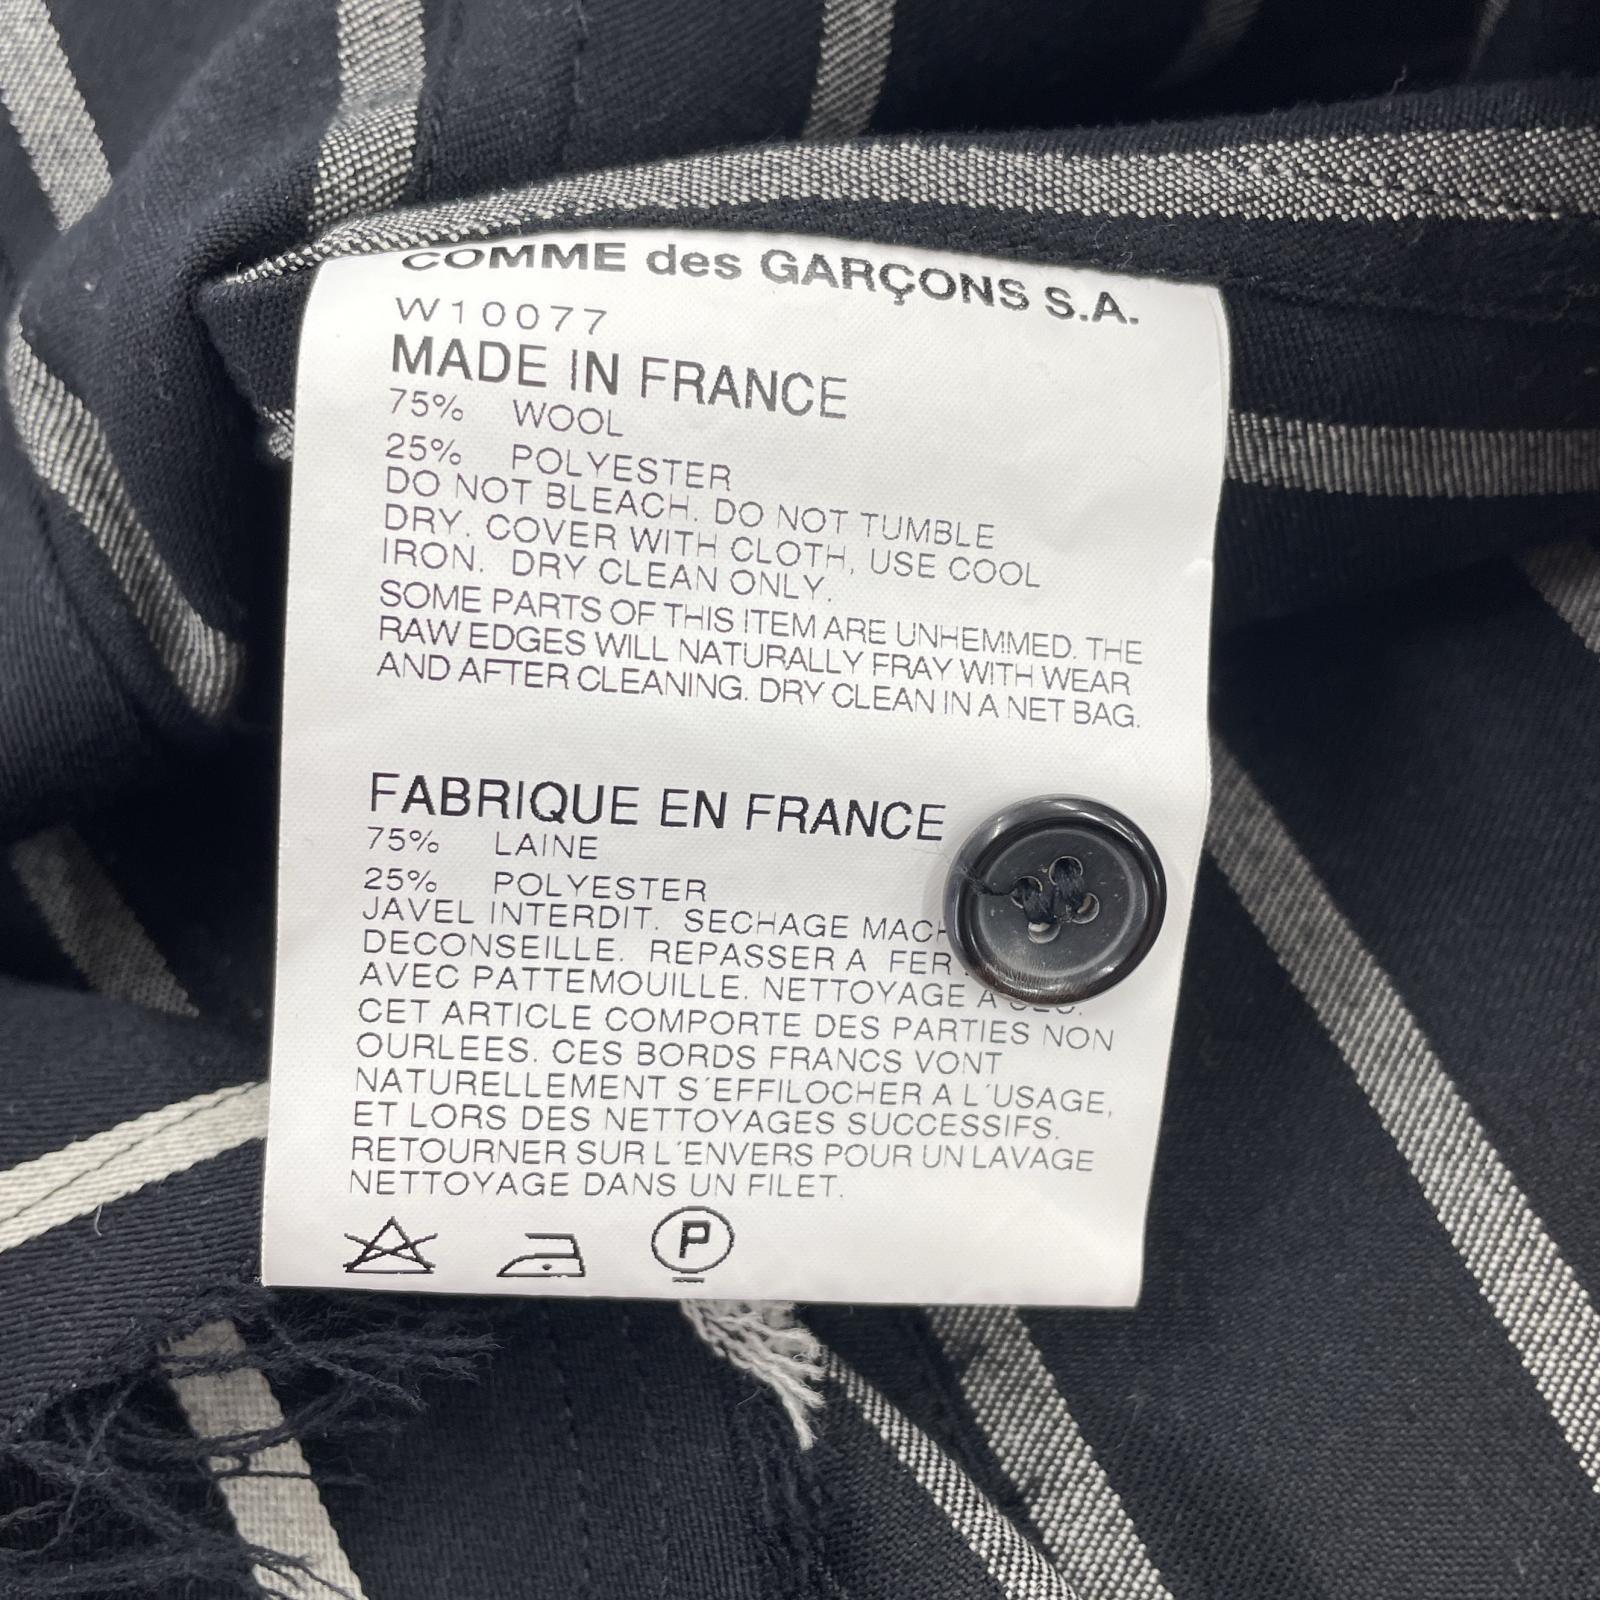 COMME des GARÇONS S.A.
W10077
MADE IN FRANCE
75% WOOL
25% POLYESTER
DO NOT BLEACH. DO NOT TUMBLE
DRY. COVER WITH CLOTH, USE COOL
IRON. DRY CLEAN ONLY.
SOME PARTS OF THIS ITEM ARE UNHEMMED. THE
RAW EDGES WILL NATURALLY FRAY WITH WEAR
AND AFTER CLEANING. DRY CLEAN IN A NET BAG.
FABRIQUE EN FRANCE
75% LAINE
25% POLYESTER
JAVEL INTERDIT. SECHAGE
DECONSEILLE. REPASSER A FER
AVEC PATTEMOUILLE. NETTOYAGE A
CET ARTICLE COMPORTE DES PARTIES NON
OURLEES. CES BORDS FRANCS VONT
NATURELLEMENT S'EFFILOCHER A L'USAGE,
ET LORS DES NETTOYAGES SUCCESSIFS.
RETOURNER SUR L'ENVERS POUR UN LAVAGE
NETTOYAGE DANS UN FILET.
P